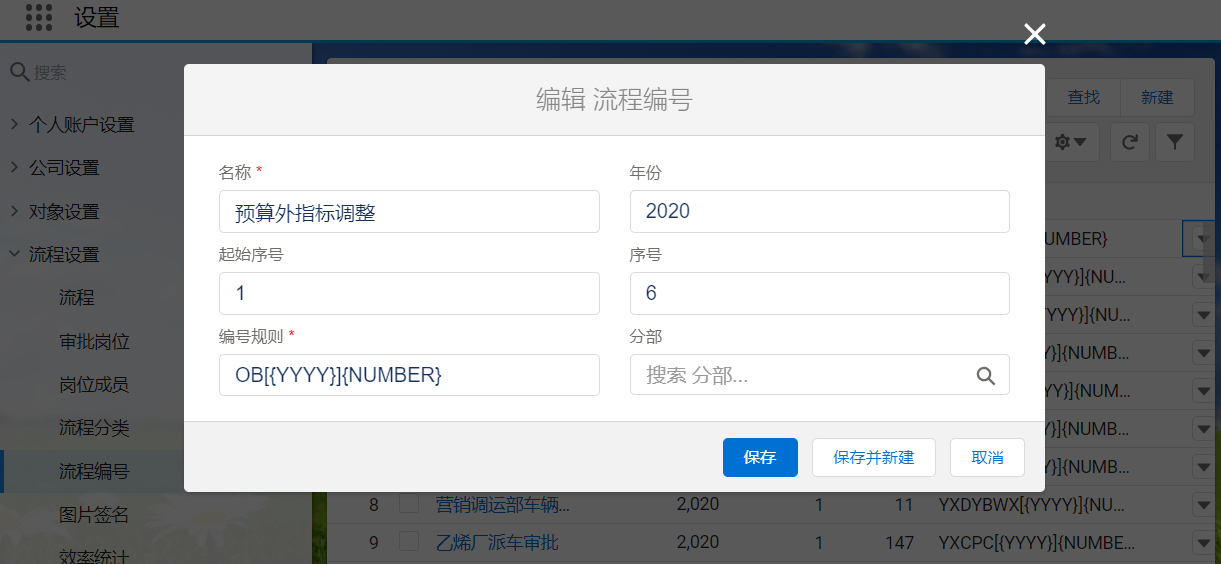 设置
搜索
个人账户设置
公司设置
对象设置
流程设置
流程
审批岗位
岗位成员
流程分类
流程编号
图片签名
效率统计
查找
新建
编辑 流程编号
名称 *
年份
预算外指标调整
2020
起始序号
序号
1
6
编号规则 *
分部
OB[{YYYY}]{NUMBER}
搜索 分部...
保存
保存并新建
取消
UMBER}
YYY}]{NU...
YYYY}]{NU...
}]{NUMB...
Y}]{NUM...
}]{NUMB...
}]{NUMB...
8 营销调运部车辆... 2,020 1 11 YXDYBWX[{YYYY}]{NU...
9 乙烯厂派车审批 2,020 1 147 YXCPC[{YYYY}]{NUMBE...